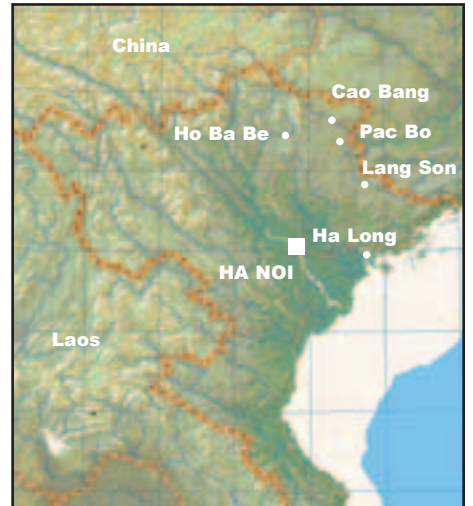 China
Cao Bang
Ho Ba Be
Pac Bo
Lang Son
Ha Long
HA NOI
Laos